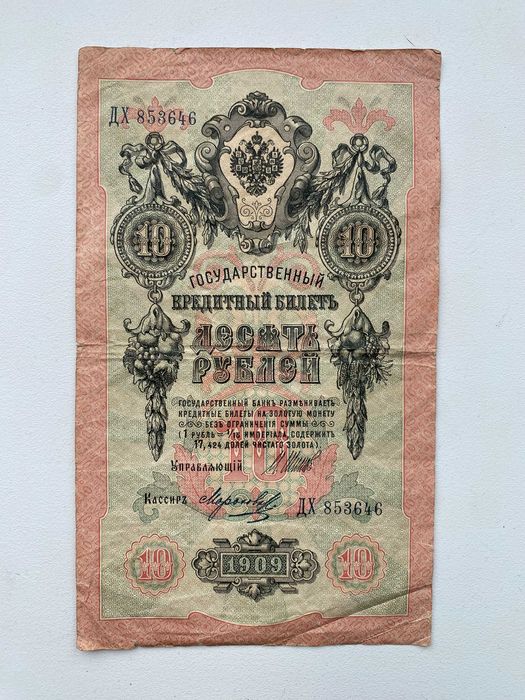 ДХ 853646
10 10
ГОСУДАРСТВЕННЫЙ
КРЕДИТНЫЙ БИЛЕТЪ
ДЕСЯТЬ
РУБЛЕЙ
ГОСУДАРСТВЕННЫЙ БАНКЪ РАЗМѢНИВАЕТЪ
КРЕДИТНЫЕ БИЛЕТЫ НА ЗОЛОТУЮ МОНЕТУ
БЕЗЪ ОГРАНИЧЕНІЯ СУММЫ
(1 РУБЛЬ = 1/15 ИМПЕРІАЛА, СОДЕРЖИТЪ
17,424 ДОЛЕЙ ЧИСТАГО ЗОЛОТА).
10
УПРАВЛЯЮЩІЙ
КАССИРЪ
ДХ 853646
10 1909 10